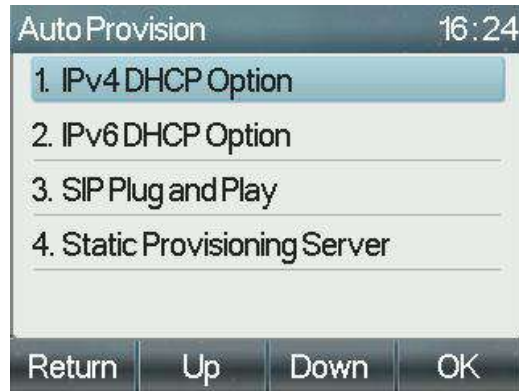 Auto Provision 16:24
1. IPv4 DHCP Option
2. IPv6 DHCP Option
3. SIP Plug and Play
4. Static Provisioning Server
Return Up Down OK